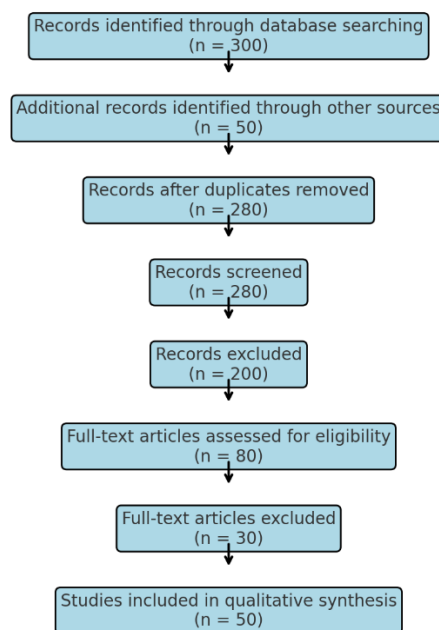 Records identified through database searching
(n = 300)
Additional records identified through other sources
(n = 50)
Records after duplicates removed
(n = 280)
Records screened
(n = 280)
Records excluded
(n = 200)
Full-text articles assessed for eligibility
(n = 80)
Full-text articles excluded
(n = 30)
Studies included in qualitative synthesis
(n = 50)